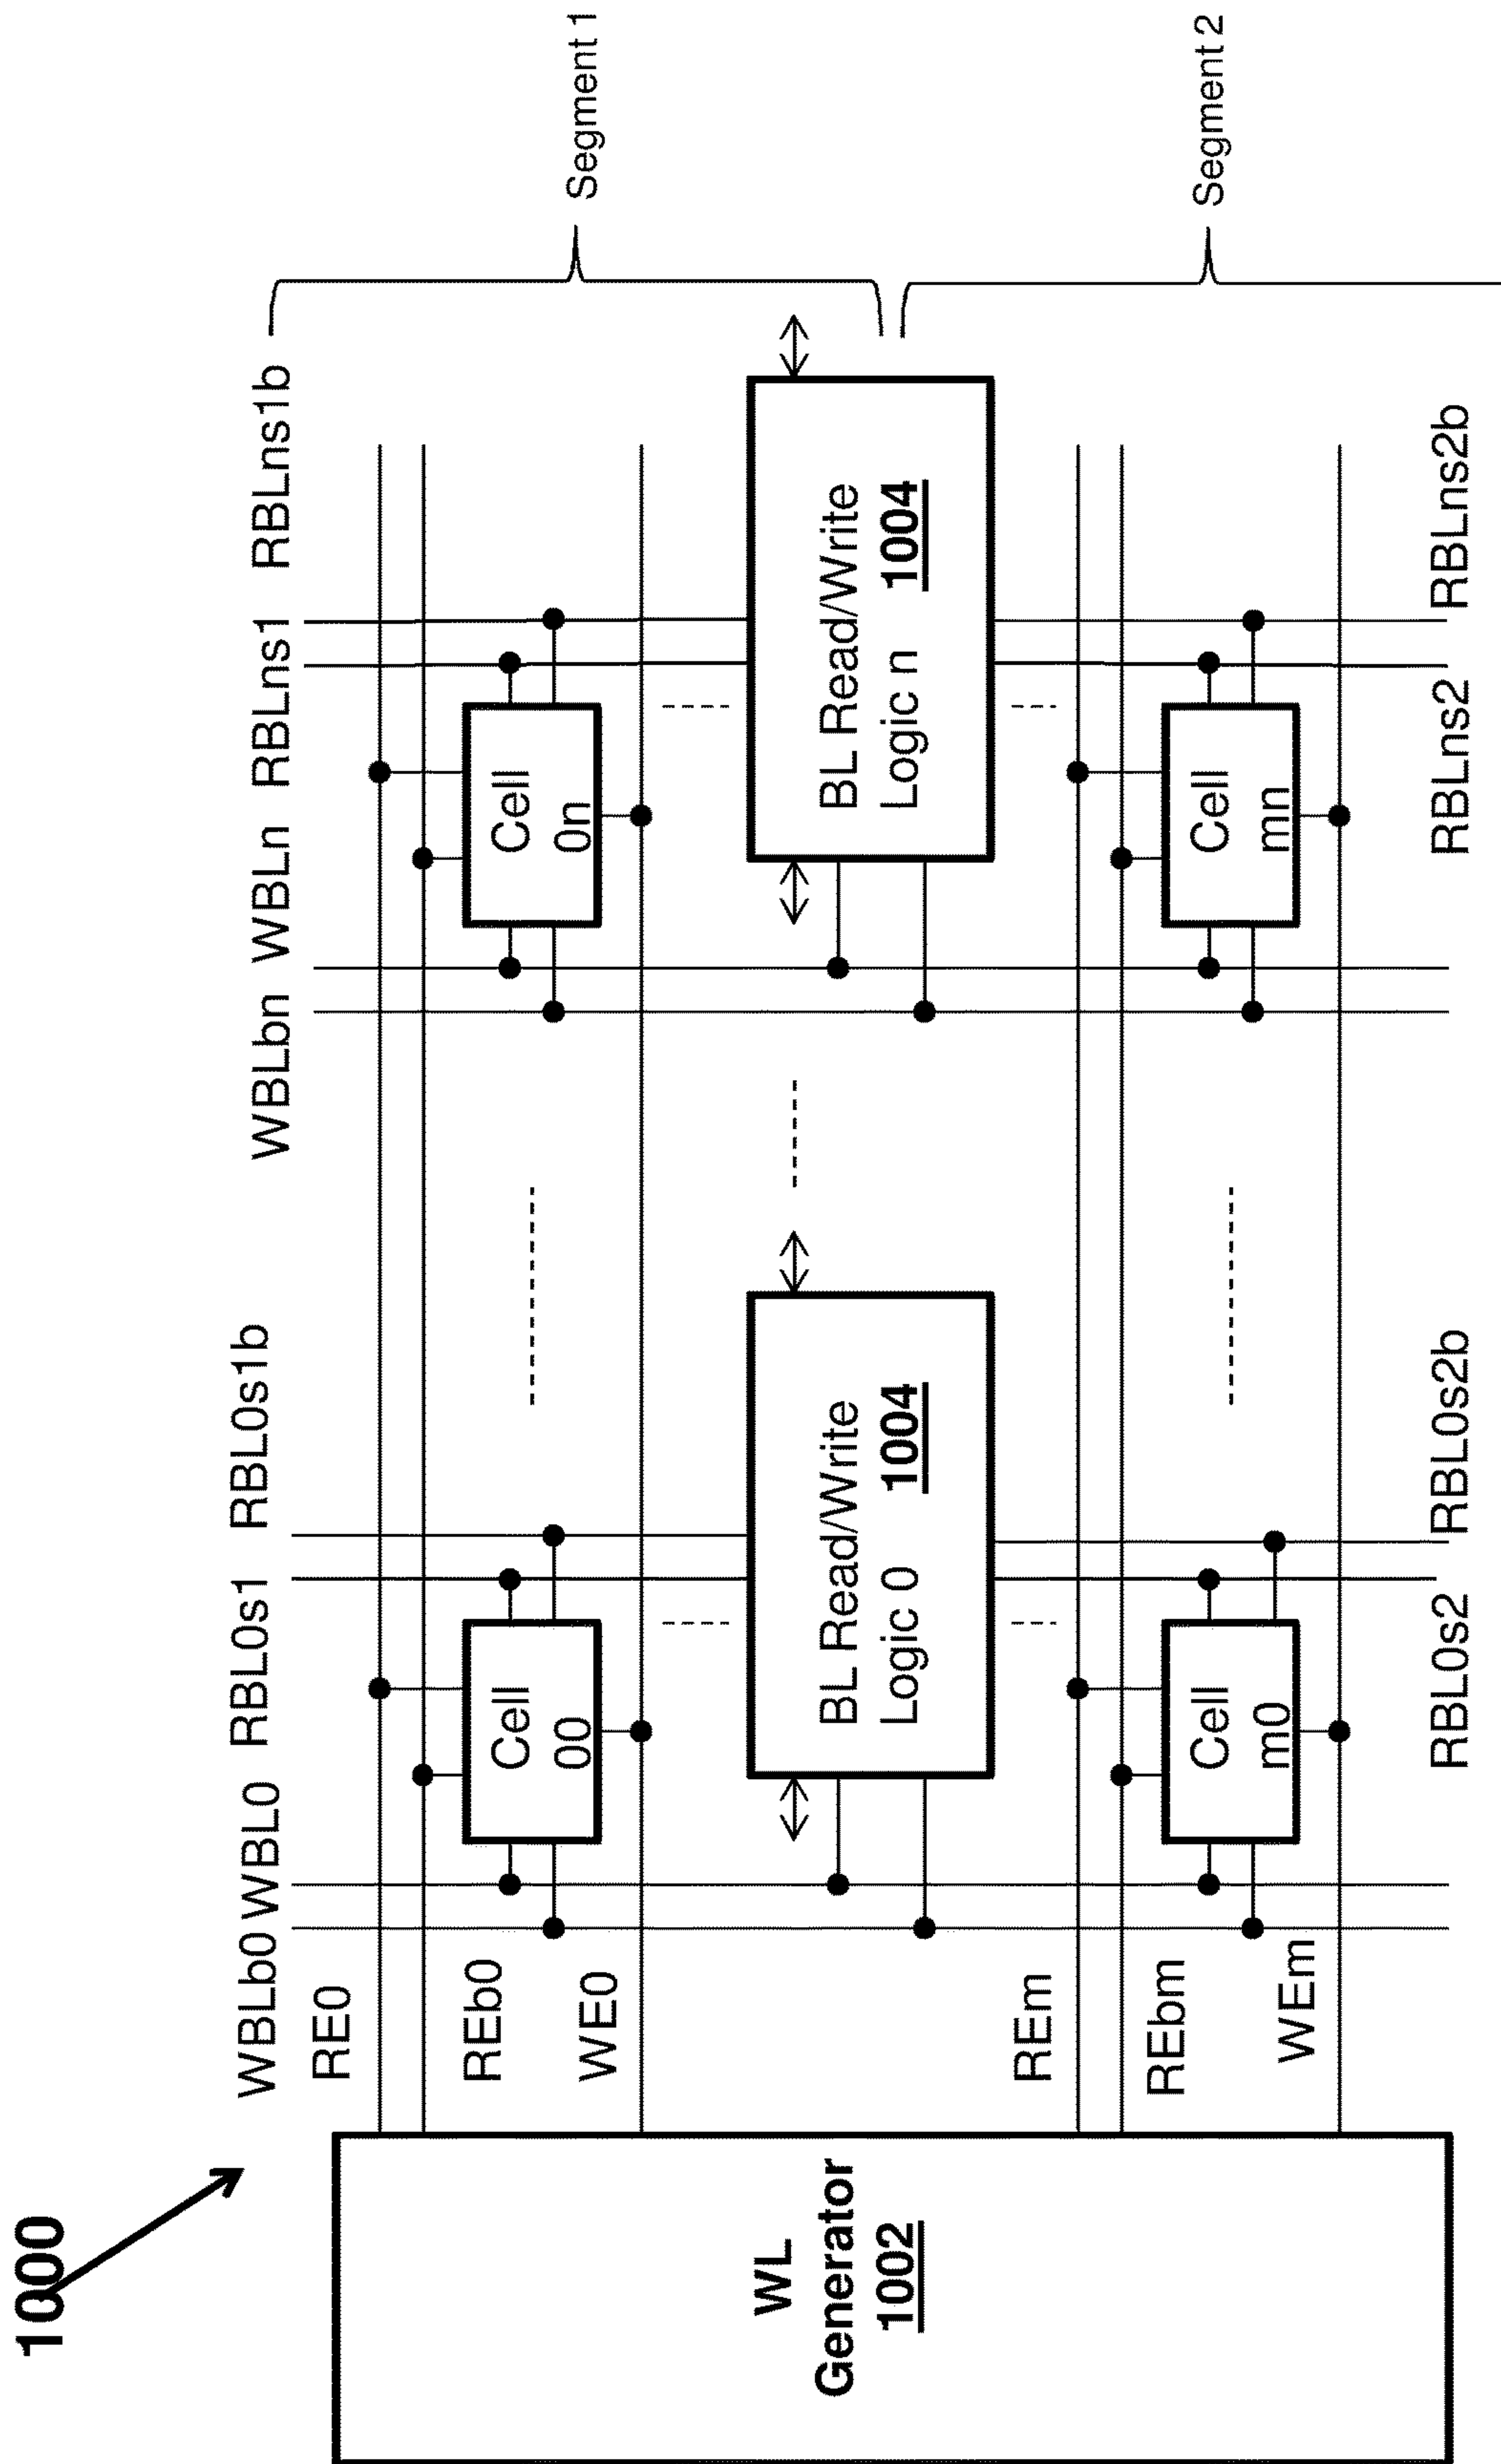 1000
WBLb0 WBL0 RBL0s1 RBL0s1b
WBLbn WBLn RBLns1 RBLns1b
RE0
REb0
WE0
Cell
00
Cell
0n
Segment 1
WL
Generator
1002
BL Read/Write
Logic 0 1004
BL Read/Write
Logic n 1004
REm
REbm
WEm
Cell
m0
Cell
mn
Segment 2
RBL0s2 RBL0s2b
RBLns2 RBLns2b